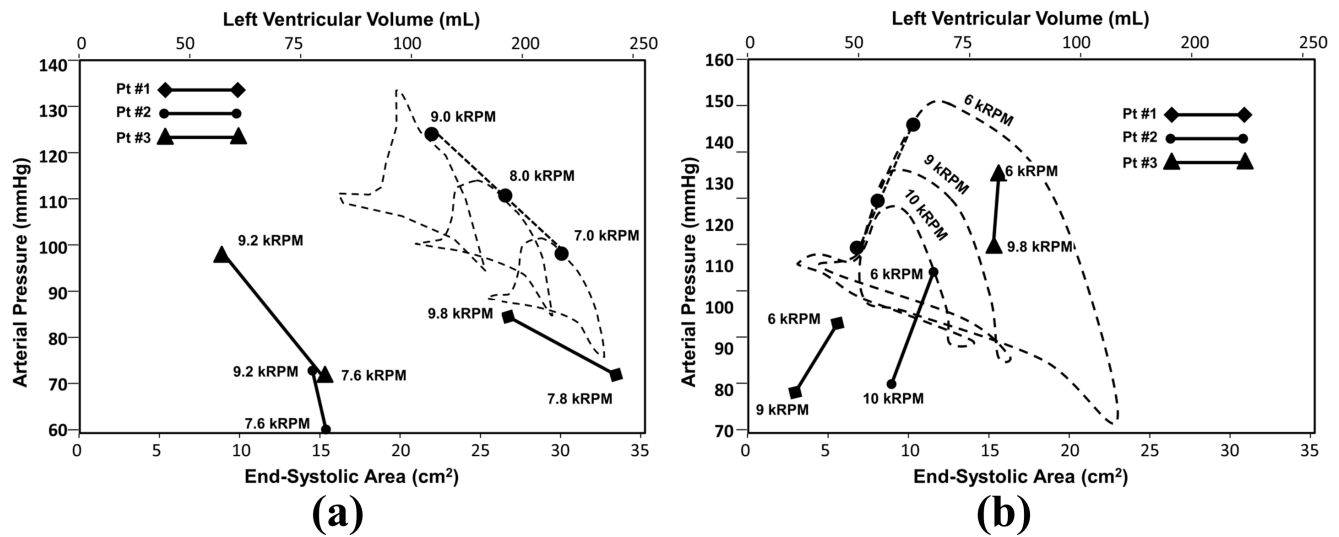 Left Ventricular Volume (mL)
0 50 75 100 200 250
140
130
120
110
100
90
80
70
60
Arterial Pressure (mmHg)
Pt #1
Pt #2
Pt #3
9.0 kRPM
8.0 kRPM
7.0 kRPM
9.2 kRPM
9.8 kRPM
9.2 kRPM
7.6 kRPM
7.8 kRPM
7.6 kRPM
0 5 10 15 20 25 30 35
End-Systolic Area (cm2)
(a)
Left Ventricular Volume (mL)
0 50 75 100 200 250
160
150
140
130
120
110
100
90
80
70
Arterial Pressure (mmHg)
6 kRPM
Pt #1
Pt #2
Pt #3
9 kRPM
10 kRPM
6 kRPM
9.8 kRPM
6 kRPM
6 kRPM
9 kRPM
10 kRPM
0 5 10 15 20 25 30 35
End-Systolic Area (cm2)
(b)